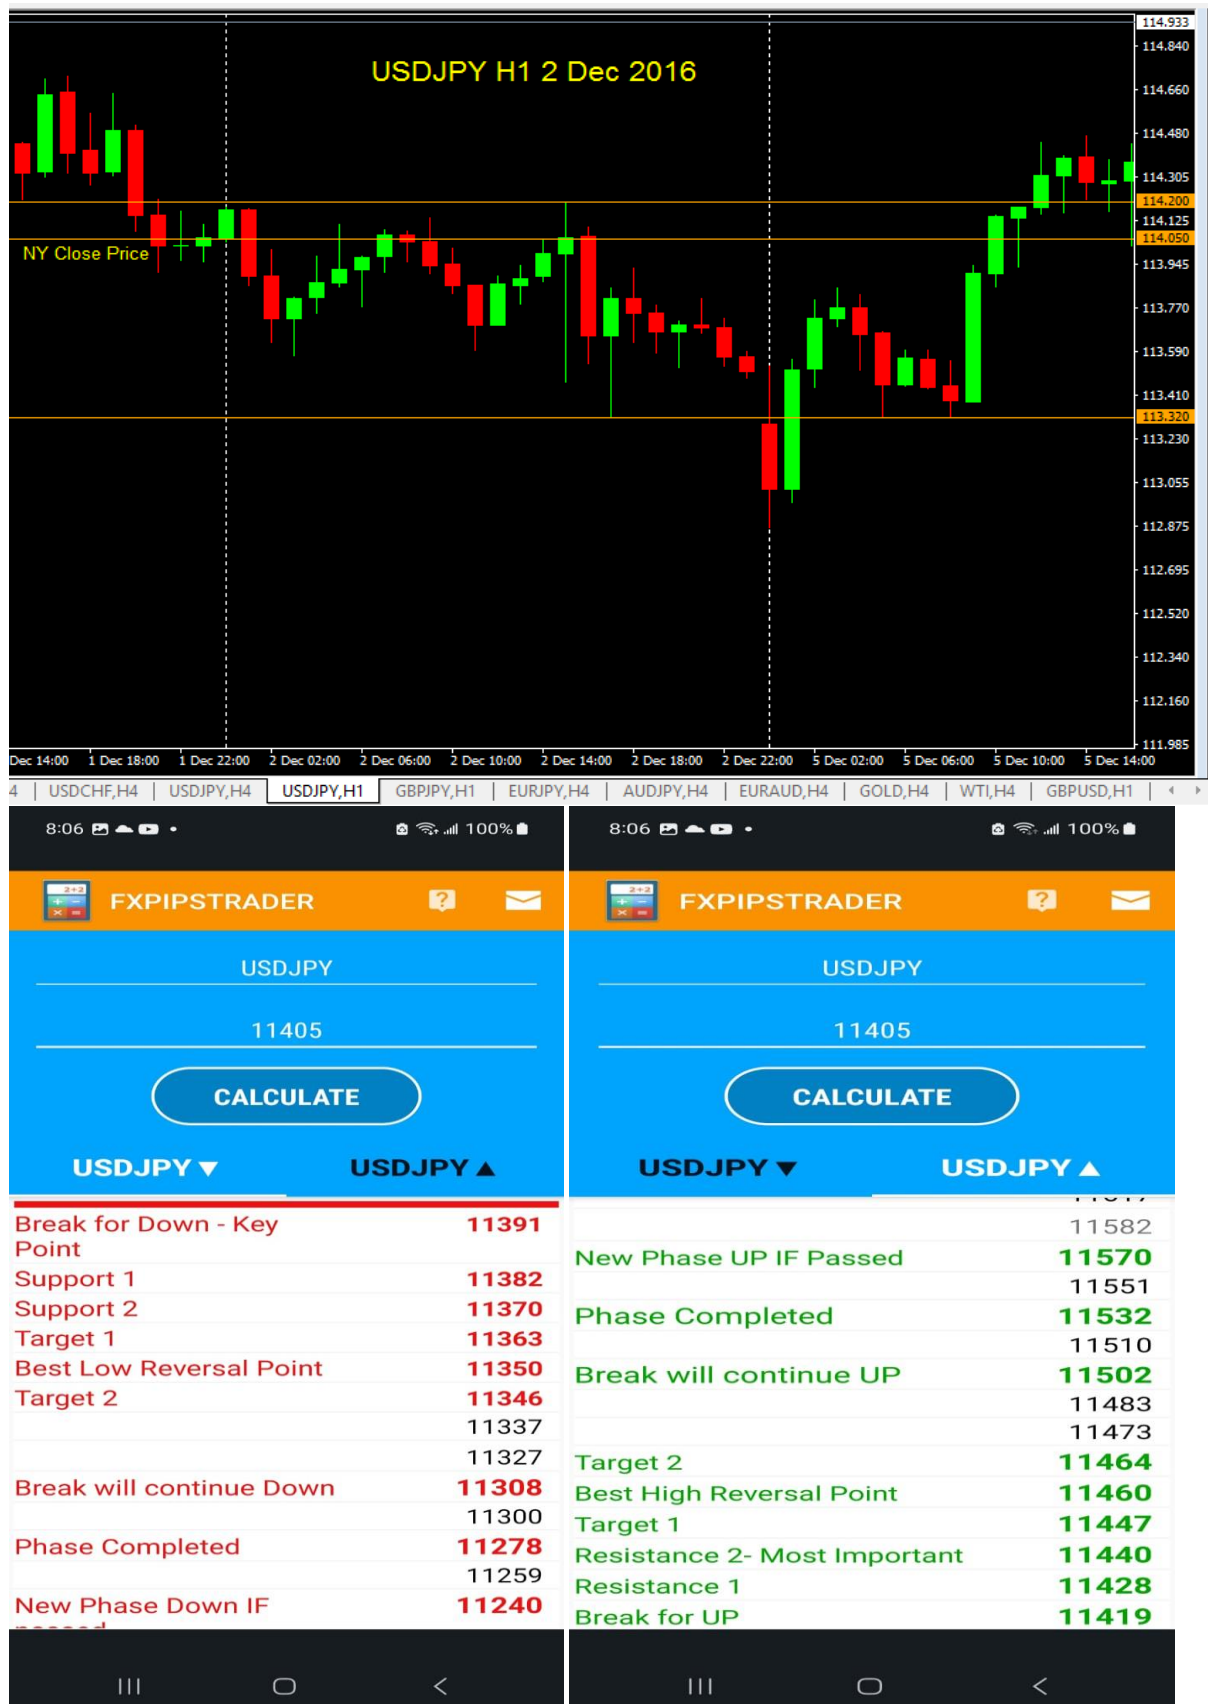 114.933
USDJPY H1 2 Dec 2016
114.840
114.660
114.480
114.305
114.200
114.125
114.050
NY Close Price
113.945
113.770
113.590
113.410
113.320
113.230
113.055
112.875
112.695
112.520
112.340
112.160
111.985
Dec 14:00 1 Dec 18:00 1 Dec 22:00 2 Dec 02:00 2 Dec 06:00 2 Dec 10:00 2 Dec 14:00 2 Dec 18:00 2 Dec 22:00 5 Dec 02:00 5 Dec 06:00 5 Dec 10:00 5 Dec 14:00
4 | USDCHF,H4 | USDJPY,H4 | USDJPY,H1 | GBPJPY,H1 | EURJPY,H4 | AUDJPY,H4 | EURAUD,H4 | GOLD,H4 | WTI,H4 | GBPUSD,H1 |
8:06 100%
2+2
FXPIPSTRADER
USDJPY
11405
CALCULATE
USDJPY ▼ USDJPY ▲
Break for Down - Key 11391
Point
Support 1 11382
Support 2 11370
Target 1 11363
Best Low Reversal Point 11350
Target 2 11346
11337
11327
Break will continue Down 11308
11300
Phase Completed 11278
11259
New Phase Down IF 11240
8:06 100%
2+2
FXPIPSTRADER
USDJPY
11405
CALCULATE
USDJPY ▼ USDJPY ▲
11582
New Phase UP IF Passed 11570
11551
Phase Completed 11532
11510
Break will continue UP 11502
11483
11473
Target 2 11464
Best High Reversal Point 11460
Target 1 11447
Resistance 2- Most Important 11440
Resistance 1 11428
Break for UP 11419